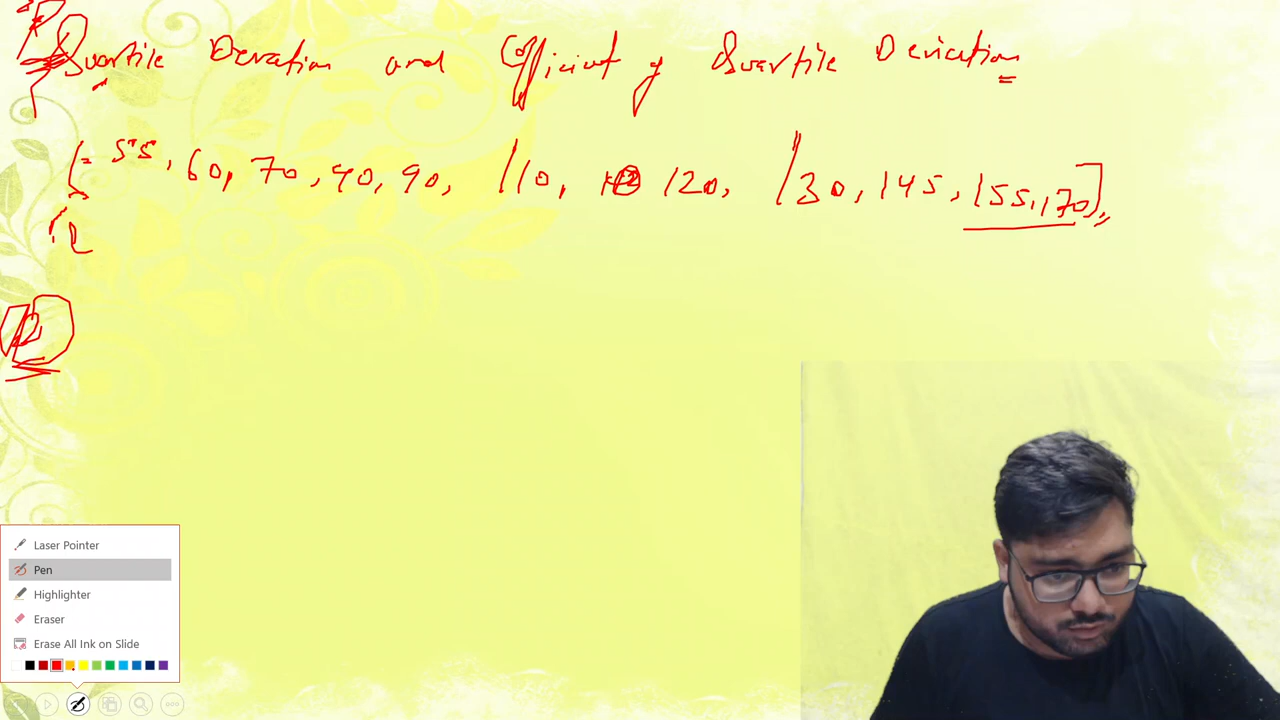 Quartile Deviation and Coefficient of Quartile Deviation
55, 60, 70, 40, 90, 110, 120, 130, 145, 155, 170
Laser Pointer
Pen
Highlighter
Eraser
Erase All Ink on Slide